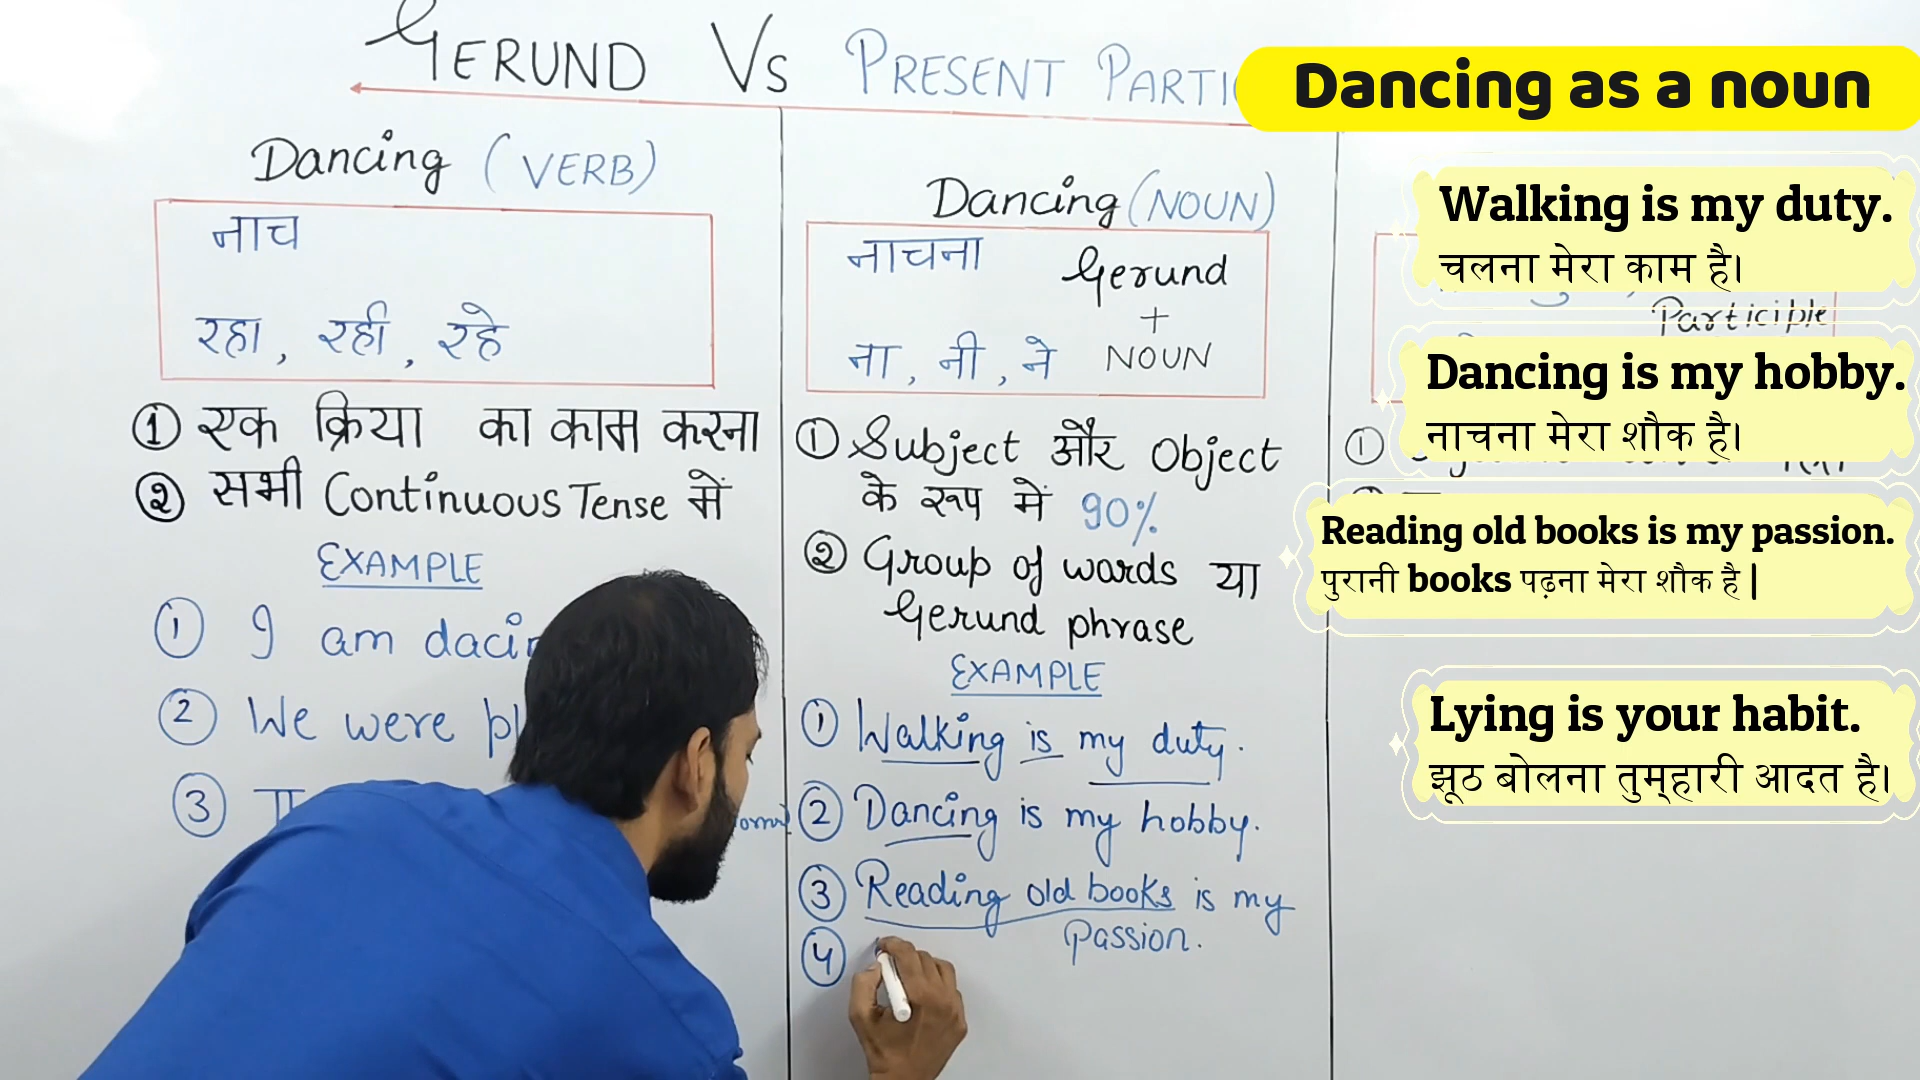 GERUND Vs PRESENT
Dancing as a noun
Dancing (VERB)
नाच
रहा, रही, रहे
① एक क्रिया का काम करना
② सभी Continuous Tense में
EXAMPLE
① I am
② We were
③
Dancing (NOUN)
नाचना Gerund
+
ना, नी, ने NOUN
① Subject और Object
के रूप में 90%
② Group of words या
Gerund phrase
EXAMPLE
① Walking is my duty.
② Dancing is my hobby.
③ Reading old books is my
Passion.
④
Walking is my duty.
चलना मेरा काम है।
Participle
Dancing is my hobby.
नाचना मेरा शौक है।
①
Reading old books is my passion.
पुरानी books पढ़ना मेरा शौक है |
Lying is your habit.
झूठ बोलना तुम्हारी आदत है।